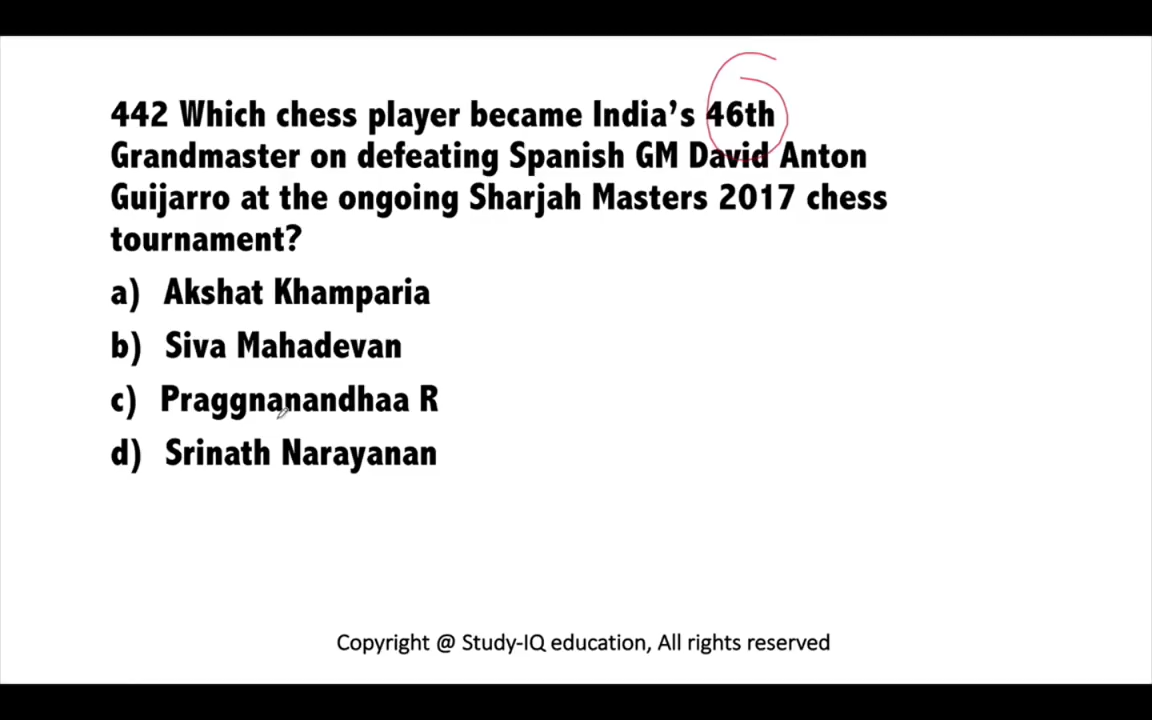 442 Which chess player became India's 46th
Grandmaster on defeating Spanish GM David Anton
Guijarro at the ongoing Sharjah Masters 2017 chess
tournament?
a) Akshat Khamparia
b) Siva Mahadevan
c) Praggnanandhaa R
d) Srinath Narayanan
Copyright @ Study-IQ education, All rights reserved